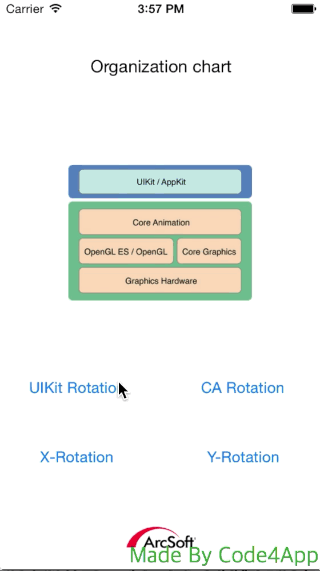 Carrier 3:57 PM
Organization chart
UIKit / AppKit
Core Animation
OpenGL ES / OpenGL Core Graphics
Graphics Hardware
UIKit Rotation CA Rotation
X-Rotation Y-Rotation
ArcSoft
Made By Code4App